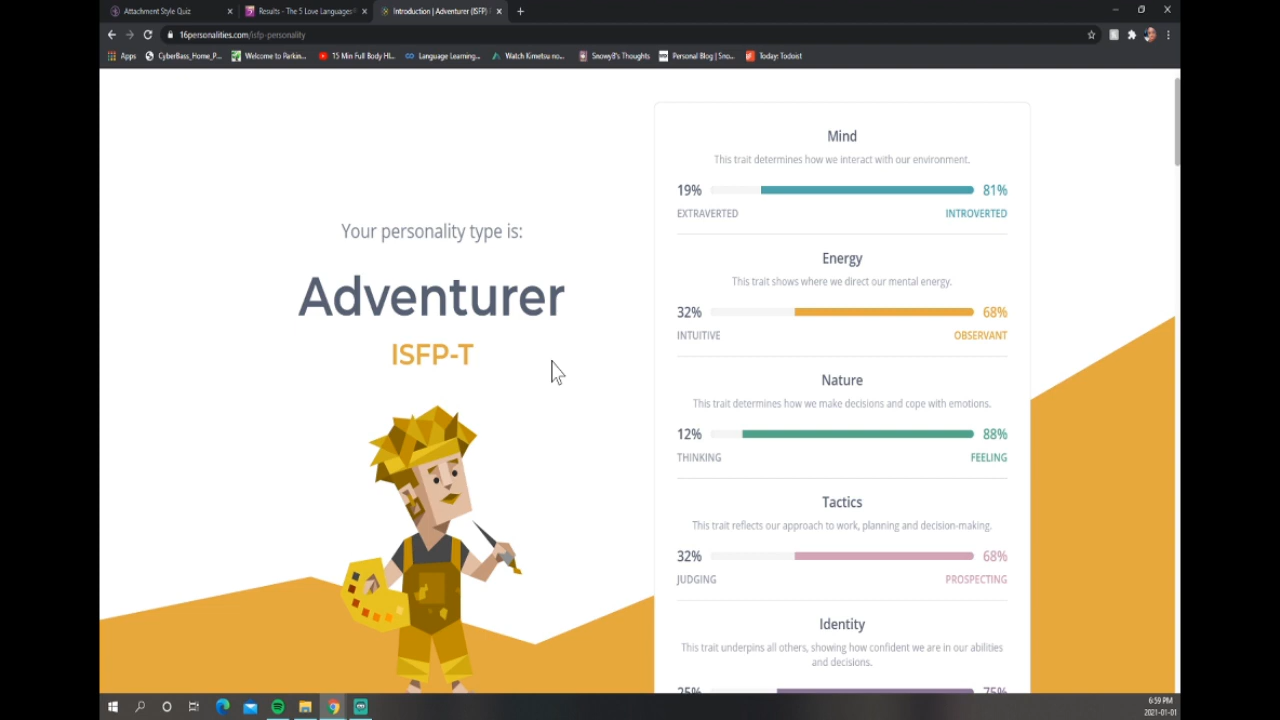 Attachment Style Quiz
Results - The 5 Love Languages®
Introduction | Adventurer (ISFP)
16personalities.com/isfp-personality
Apps
CyberBass_Home_P...
Welcome to Parkin...
15 Min Full Body HI...
Language Learning...
Watch Kimetsu no...
Snowy8's Thoughts
Personal Blog | Sno...
Today: Todoist
Your personality type is:
Adventurer
ISFP-T
Mind
This trait determines how we interact with our environment.
19%
81%
EXTRAVERTED
INTROVERTED
Energy
This trait shows where we direct our mental energy.
32%
68%
INTUITIVE
OBSERVANT
Nature
This trait determines how we make decisions and cope with emotions.
12%
88%
THINKING
FEELING
Tactics
This trait reflects our approach to work, planning and decision-making.
32%
68%
JUDGING
PROSPECTING
Identity
This trait underpins all others, showing how confident we are in our abilities
and decisions.
25%
75%
6:59 PM
2021-01-01